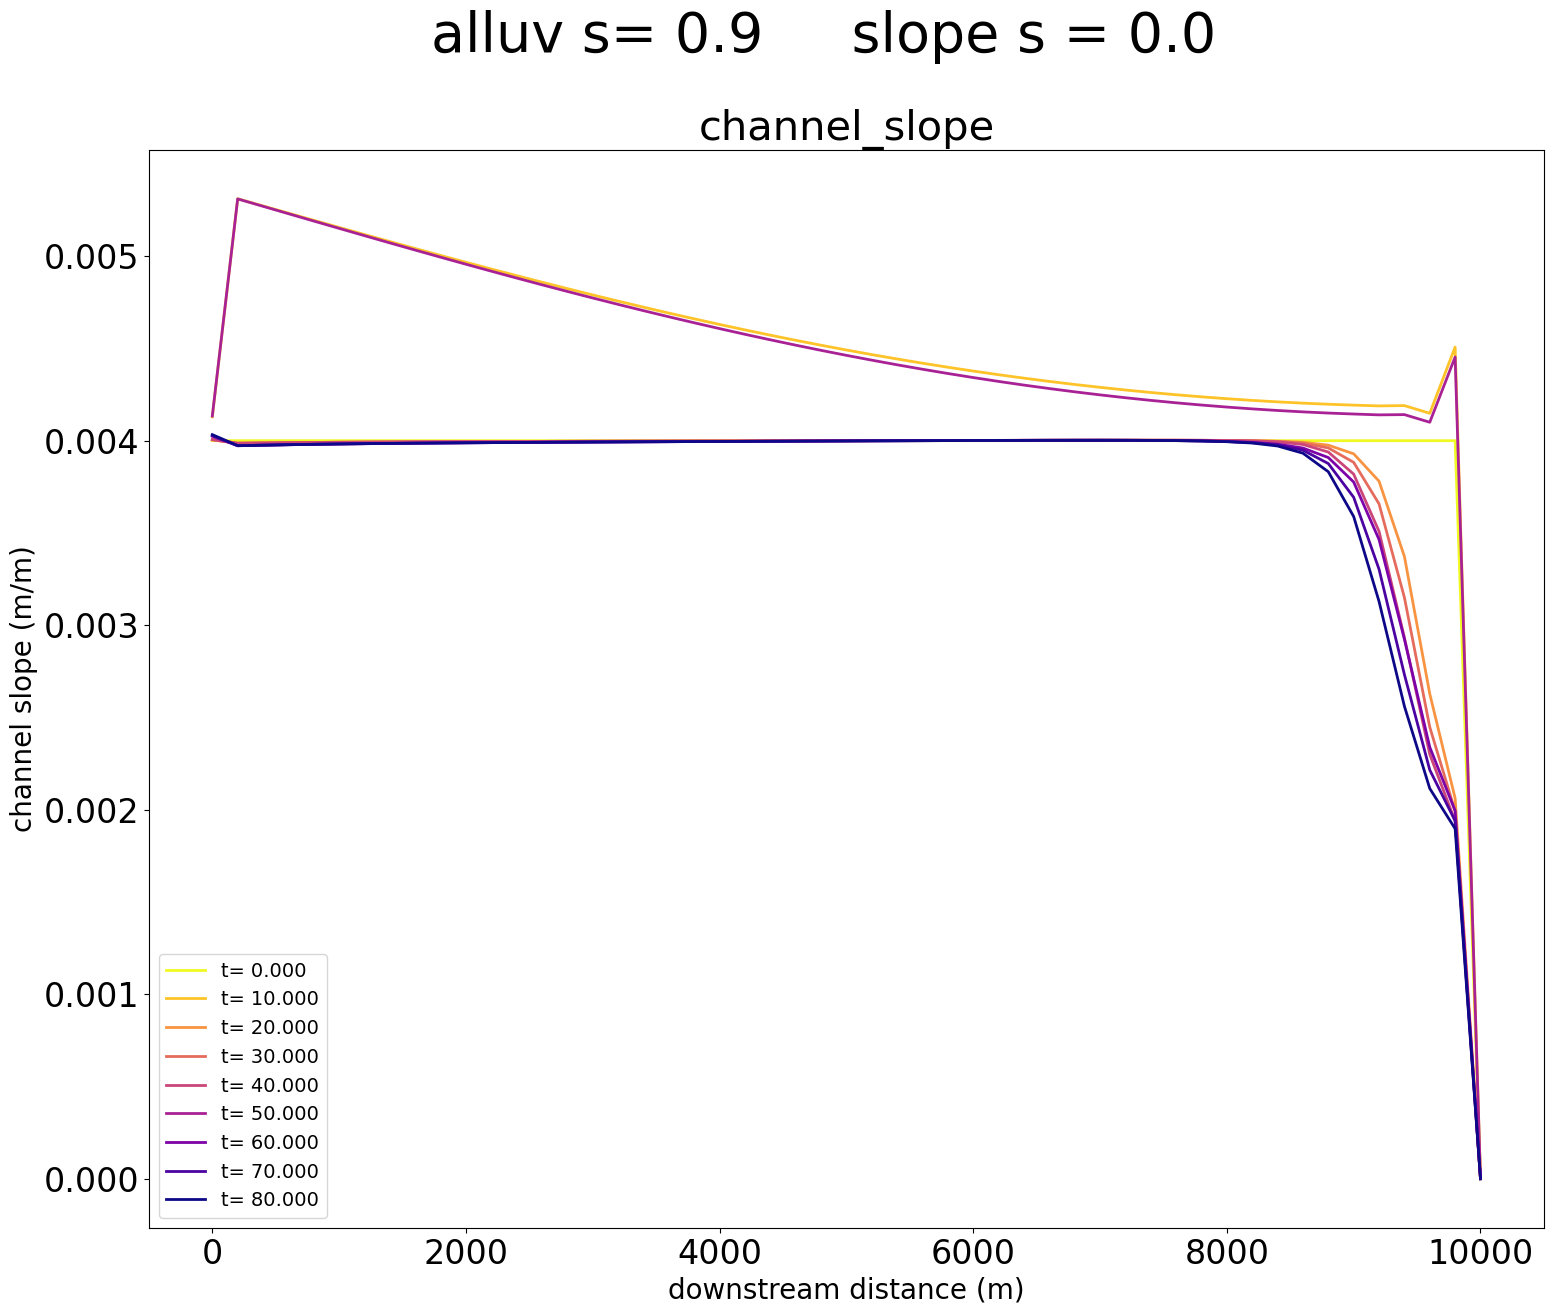 alluv s= 0.9     slope s = 0.0
channel_slope
channel slope (m/m)
0.005
0.004
0.003
0.002
0.001
0.000
t= 0.000
t= 10.000
t= 20.000
t= 30.000
t= 40.000
t= 50.000
t= 60.000
t= 70.000
t= 80.000
0 2000 4000 6000 8000 10000
downstream distance (m)